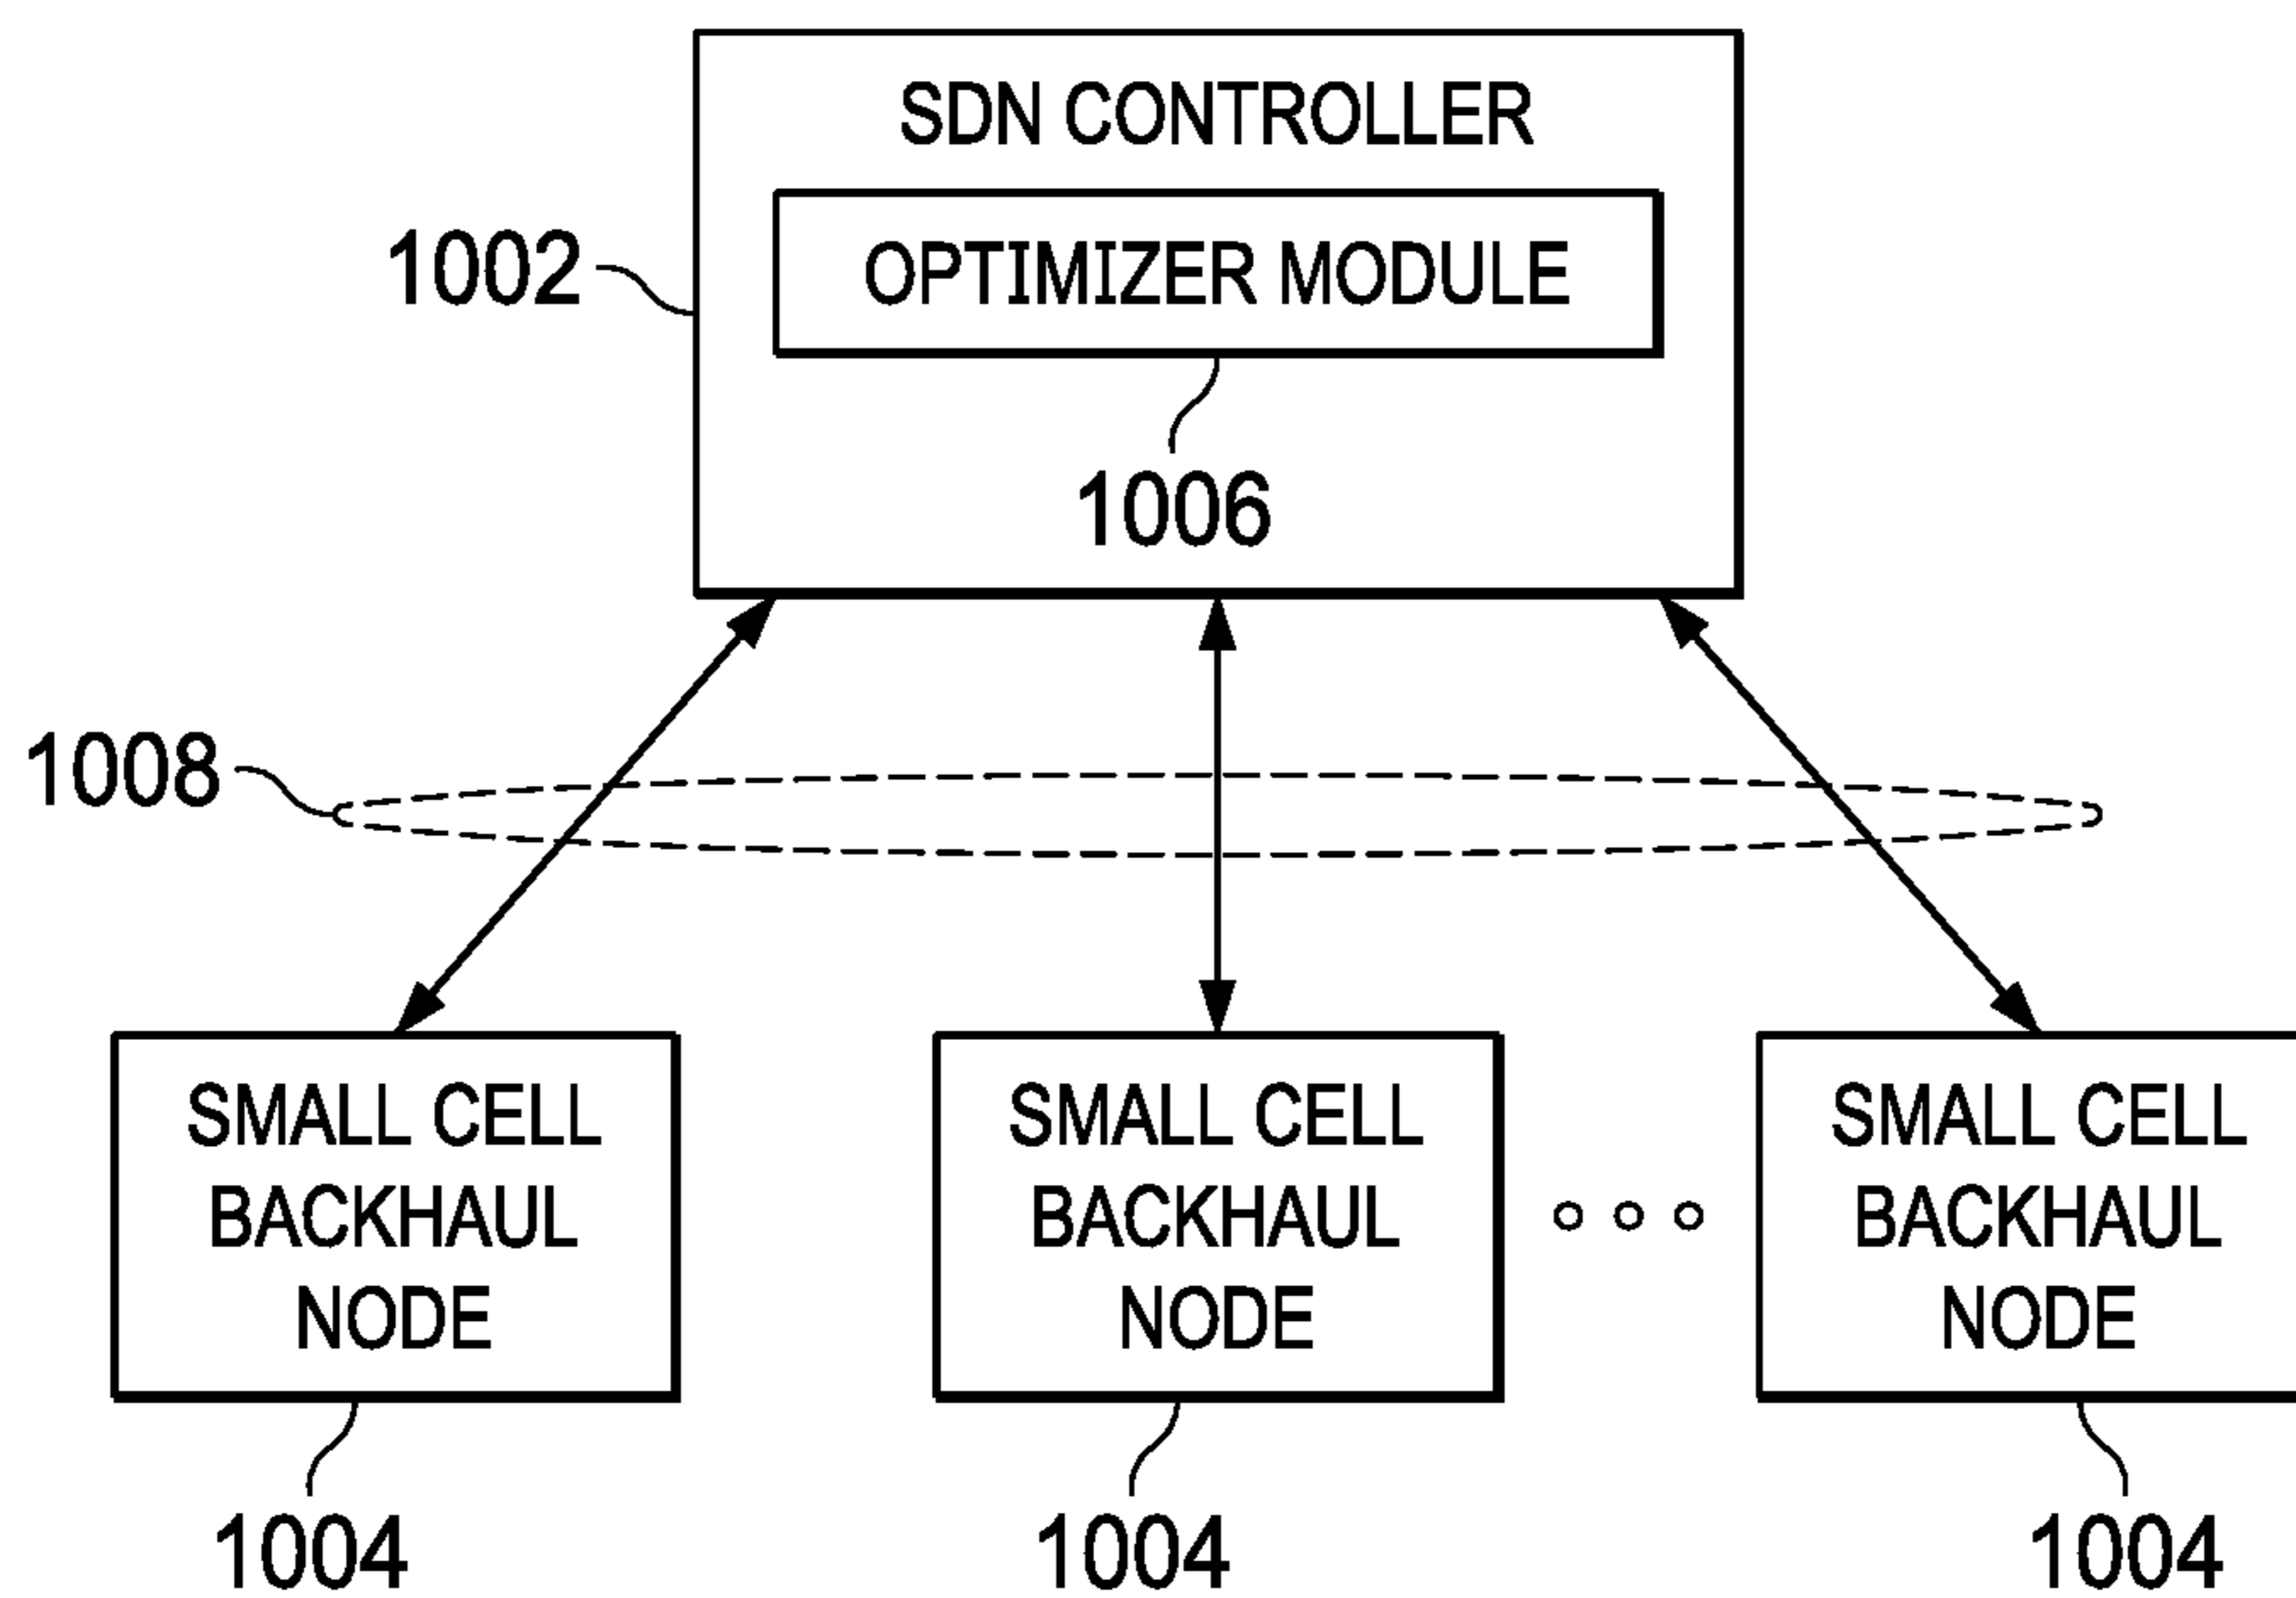 SDN CONTROLLER
OPTIMIZER MODULE
1002
1006
1008
SMALL CELL
BACKHAUL
NODE
SMALL CELL
BACKHAUL
NODE
SMALL CELL
BACKHAUL
NODE
1004
1004
1004